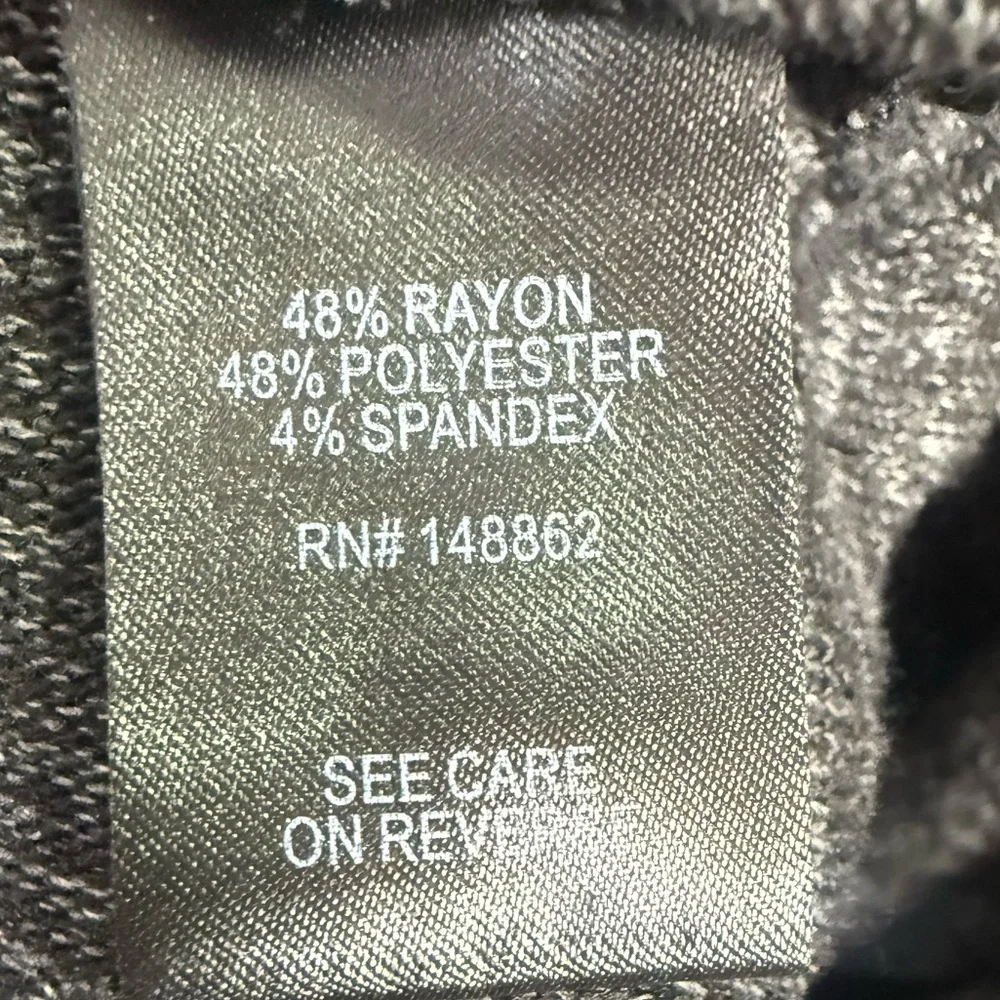 48% RAYON
48% POLYESTER
4% SPANDEX
RN# 148862
SEE CARE
ON REVERSE